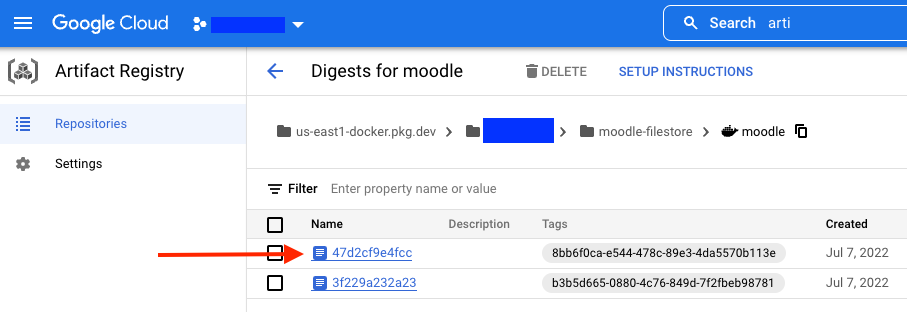 Google Cloud
Search arti
Artifact Registry
Digests for moodle
DELETE
SETUP INSTRUCTIONS
Repositories
Settings
us-east1-docker.pkg.dev
moodle-filestore
moodle
Filter Enter property name or value
Name Description Tags Created
47d2cf9e4fcc 8bb6f0ca-e544-478c-89e3-4da5570b113e Jul 7, 2022
3f229a232a23 b3b5d665-0880-4c76-849d-7f2fbeb98781 Jul 7, 2022